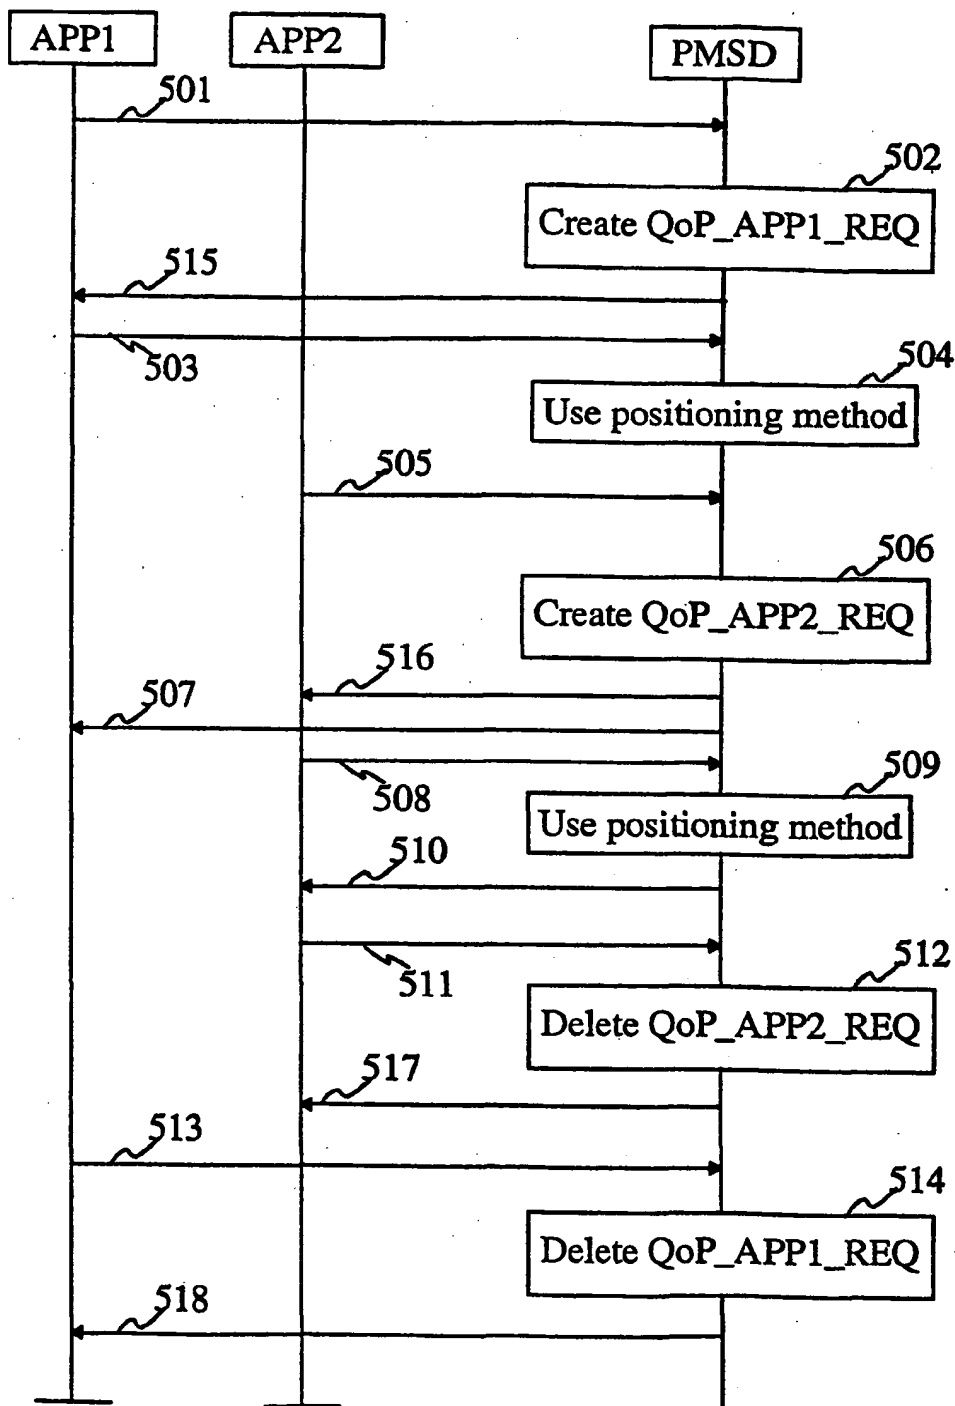 APP1
APP2
PMSD
501
502
Create QoP_APP1_REQ
515
503
504
Use positioning method
505
506
Create QoP_APP2_REQ
516
507
508
509
Use positioning method
510
511
512
Delete QoP_APP2_REQ
517
513
514
Delete QoP_APP1_REQ
518